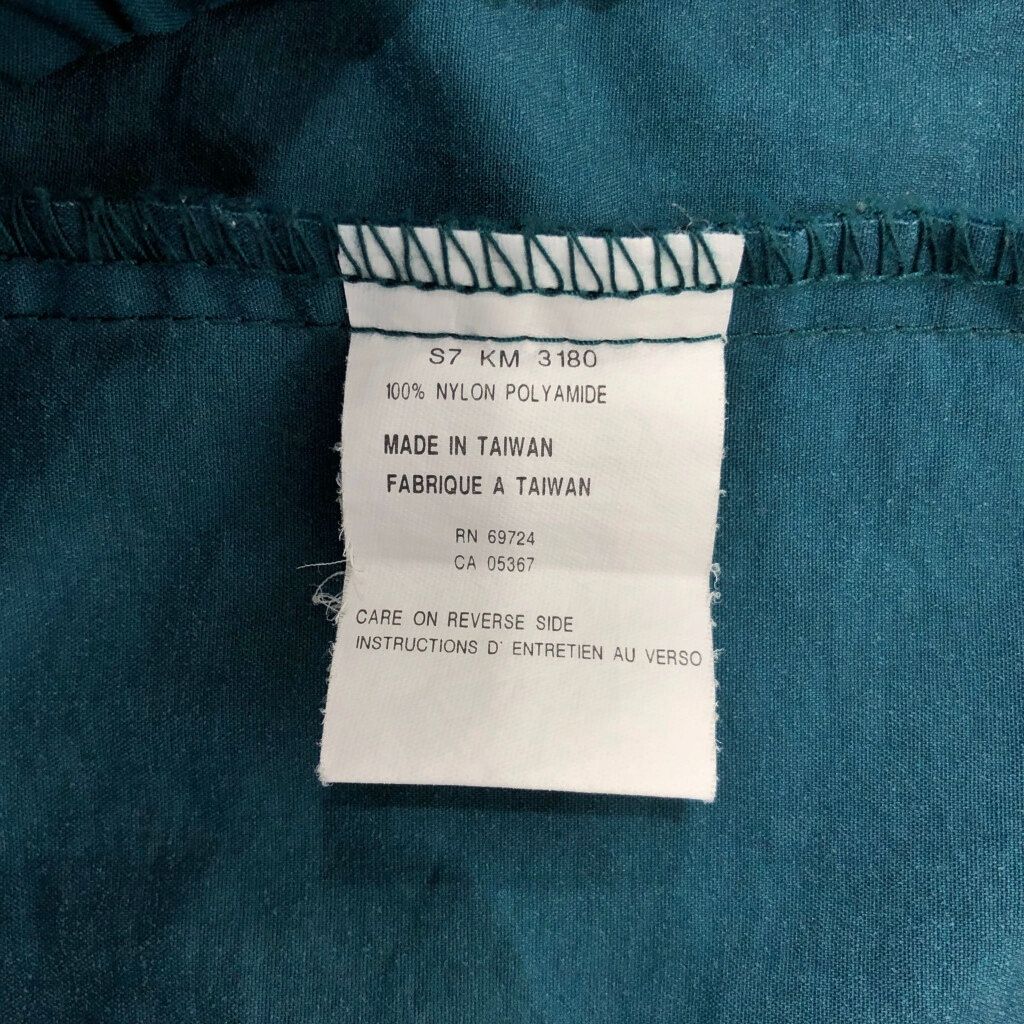 S7 KM 3180
100% NYLON POLYAMIDE
MADE IN TAIWAN
FABRIQUE A TAIWAN
RN 69724
CA 05367
CARE ON REVERSE SIDE
INSTRUCTIONS D' ENTRETIEN AU VERSO